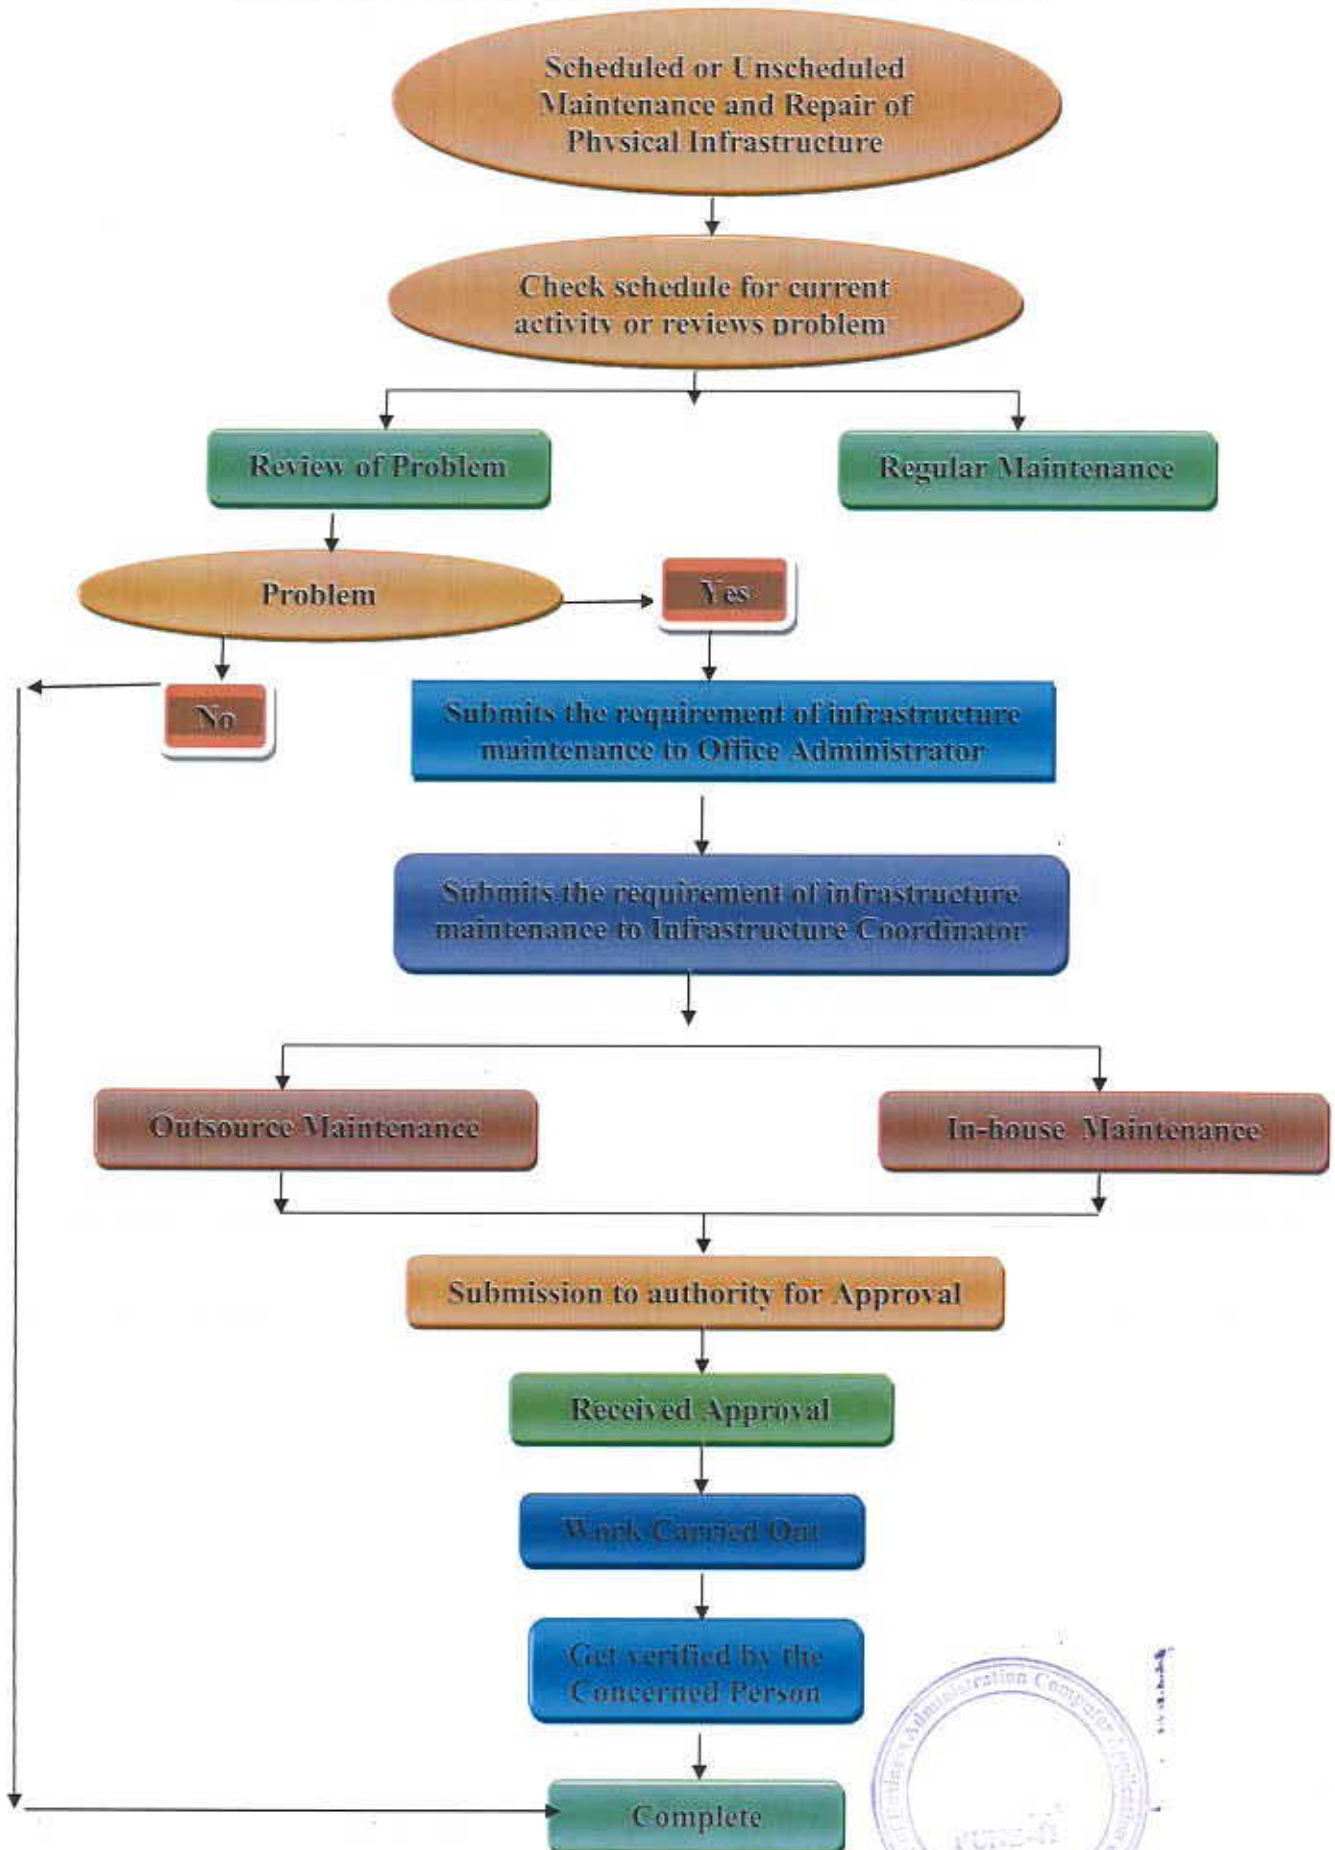 Scheduled or Unscheduled
Maintenance and Repair of
Physical Infrastructure
Check schedule for current
activity or reviews problem
Review of Problem
Regular Maintenance
Problem
Yes
No
Submits the requirement of infrastructure
maintenance to Office Administrator
Submits the requirement of infrastructure
maintenance to Infrastructure Coordinator
Outsource Maintenance
In-house Maintenance
Submission to authority for Approval
Received Approval
Work Carried Out
Get verified by the
Concerned Person
Complete
Administration Computer